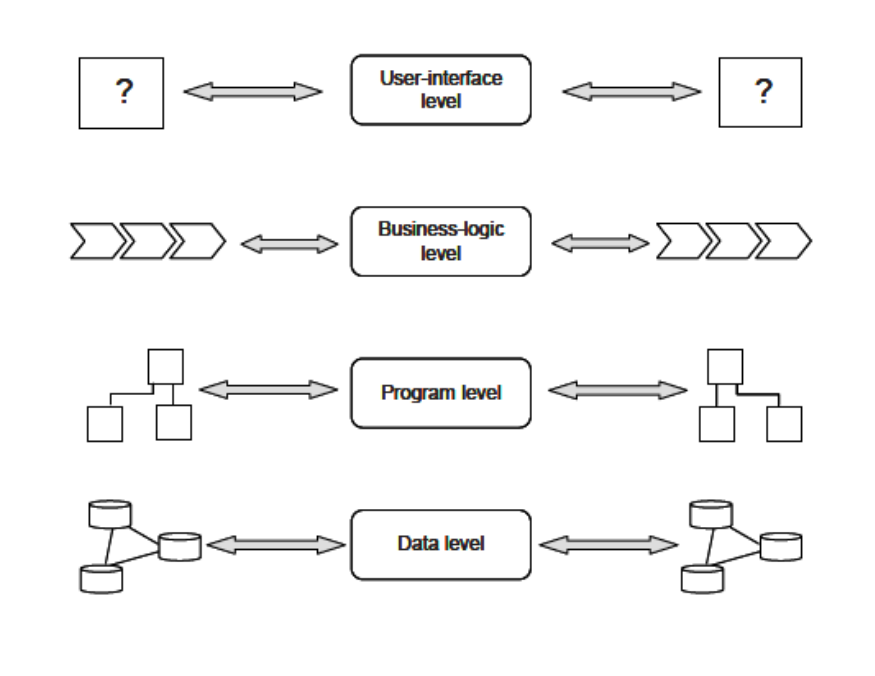 ?
User-interface
level
?
Business-logic
level
Program level
Data level